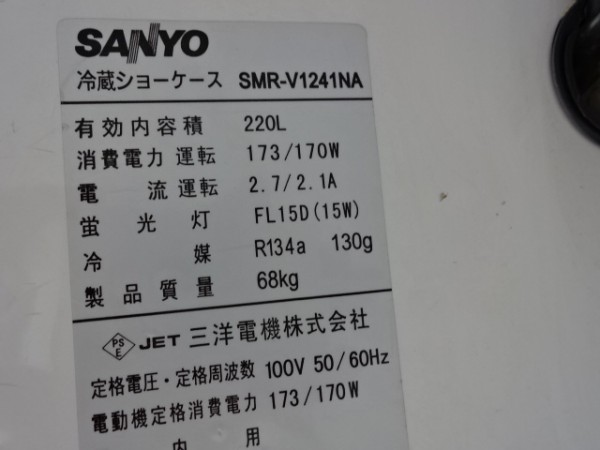 SANYO
冷蔵ショーケース SMR-V1241NA
有効内容積 220L
消費電力 運転 173/170W
電 流運転 2.7/2.1A
蛍光灯 FL15D(15W)
冷媒 R134a 130g
製品質量 68kg
PSE JET 三洋電機株式会社
定格電圧・定格周波数 100V 50/60Hz
電動機定格消費電力 173/170W
内用